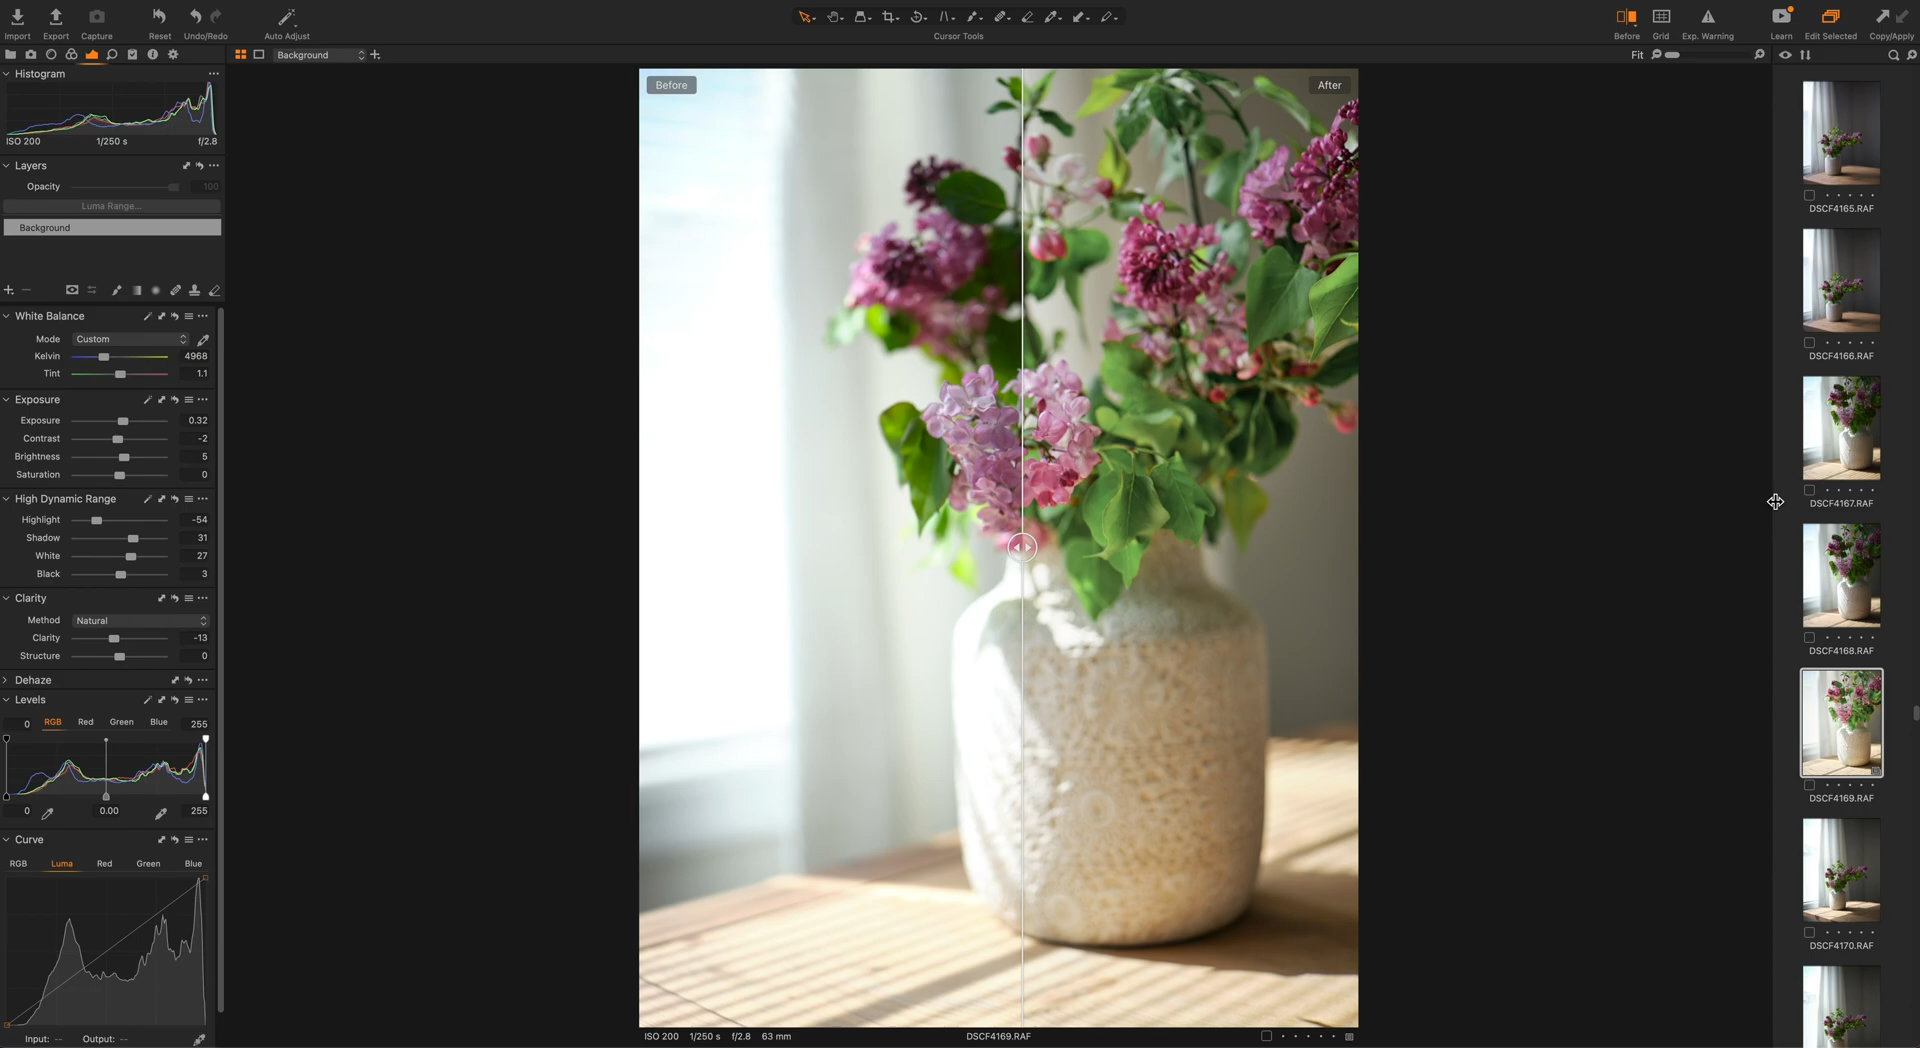 Import Export Capture Reset Undo/Redo Auto Adjust Cursor Tools Before Grid Exp. Warning Learn Edit Selected Copy/Apply
Background Fit
Histogram
ISO 200 1/250 s f/2.8
Layers
Opacity 100
Luma Range...
Background
White Balance
Mode Custom
Kelvin 4968
Tint 1.1
Exposure
Exposure 0.32
Contrast -2
Brightness 5
Saturation 0
High Dynamic Range
Highlight -54
Shadow 31
White 27
Black 3
Clarity
Method Natural
Clarity -13
Structure 0
Dehaze
Levels
0 RGB Red Green Blue 255
0 0.00 255
Curve
RGB Luma Red Green Blue
Input: -- Output: --
Before After
ISO 200 1/250 s f/2.8 63 mm DSCF4169.RAF
DSCF4165.RAF
DSCF4166.RAF
DSCF4167.RAF
DSCF4168.RAF
DSCF4169.RAF
DSCF4170.RAF